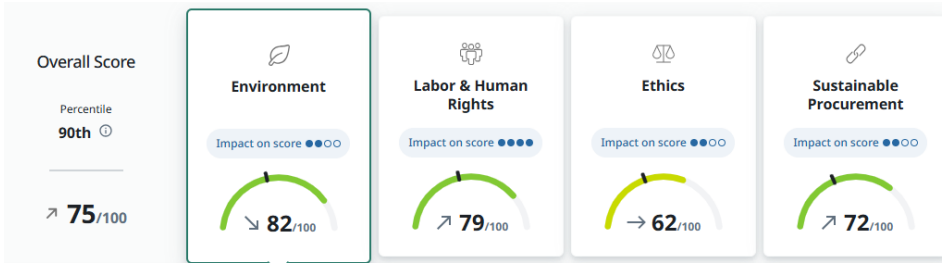 Overall Score
Percentile
90th
↗ 75/100
Environment
Impact on score
↘ 82/100
Labor & Human
Rights
Impact on score
↗ 79/100
Ethics
Impact on score
→ 62/100
Sustainable
Procurement
Impact on score
↗ 72/100